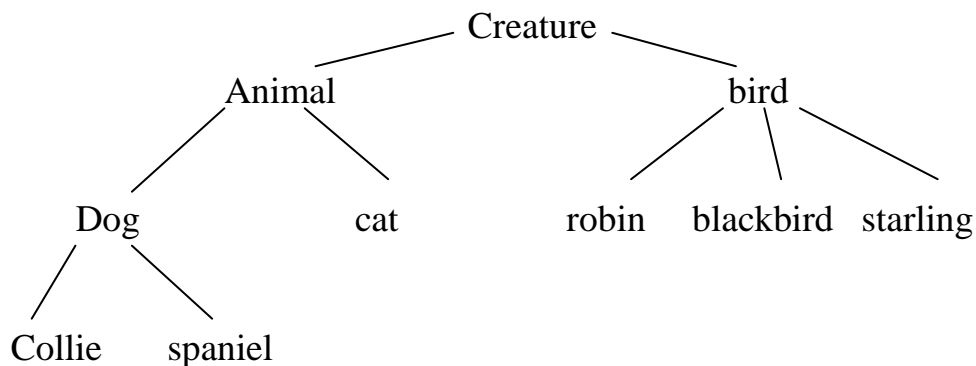 Creature
Animal bird
Dog cat robin blackbird starling
Collie spaniel